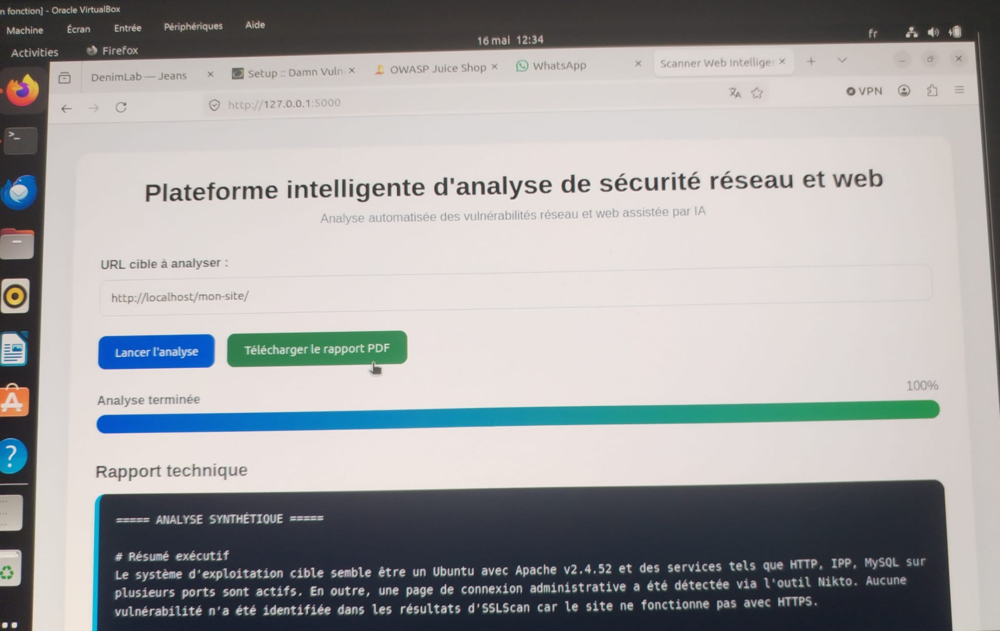 n fonction] - Oracle VirtualBox
Machine Écran Entrée Périphériques Aide
16 mai 12:34
fr
Activities Firefox
DenimLab — Jeans
Setup :: Damn Vuln
OWASP Juice Shop
WhatsApp
Scanner Web Intelliger
http://127.0.0.1:5000
VPN
Plateforme intelligente d'analyse de sécurité réseau et web
Analyse automatisée des vulnérabilités réseau et web assistée par IA
URL cible à analyser :
http://localhost/mon-site/
Lancer l'analyse
Télécharger le rapport PDF
100%
Analyse terminée
Rapport technique
===== ANALYSE SYNTHÉTIQUE =====
# Résumé exécutif
Le système d'exploitation cible semble être un Ubuntu avec Apache v2.4.52 et des services tels que HTTP, IPP, MySQL sur
plusieurs ports sont actifs. En outre, une page de connexion administrative a été détectée via l'outil Nikto. Aucune
vulnérabilité n'a été identifiée dans les résultats d'SSLScan car le site ne fonctionne pas avec HTTPS.